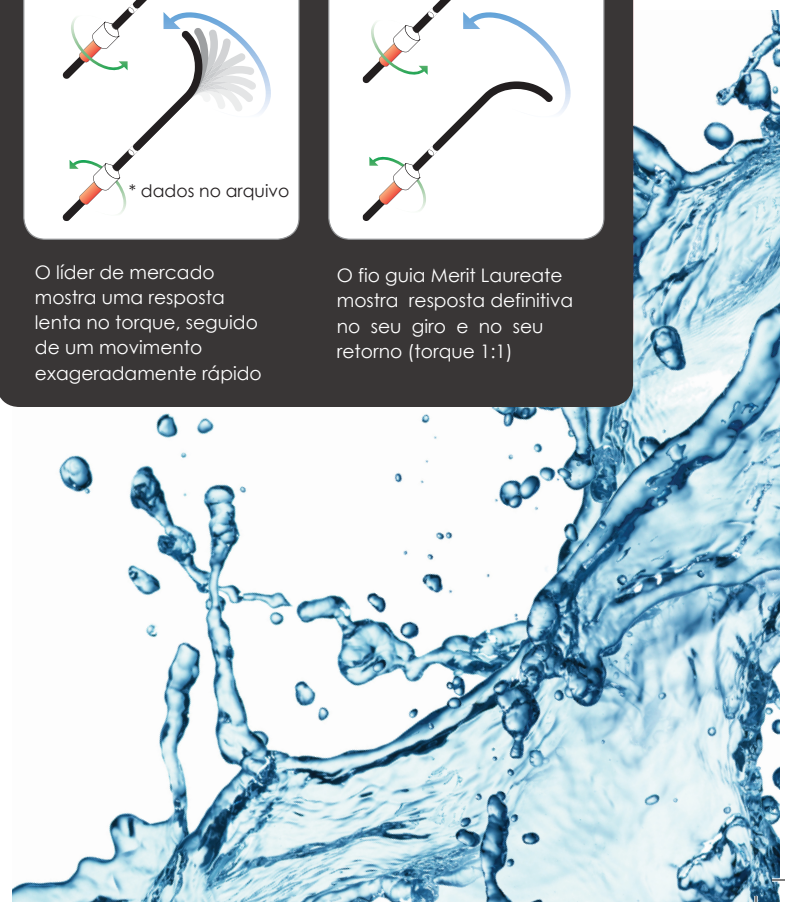 * dados no arquivo
O líder de mercado
mostra uma resposta
lenta no torque, seguido
de um movimento
exageradamente rápido
O fio guia Merit Laureate
mostra resposta definitiva
no seu giro e no seu
retorno (torque 1:1)